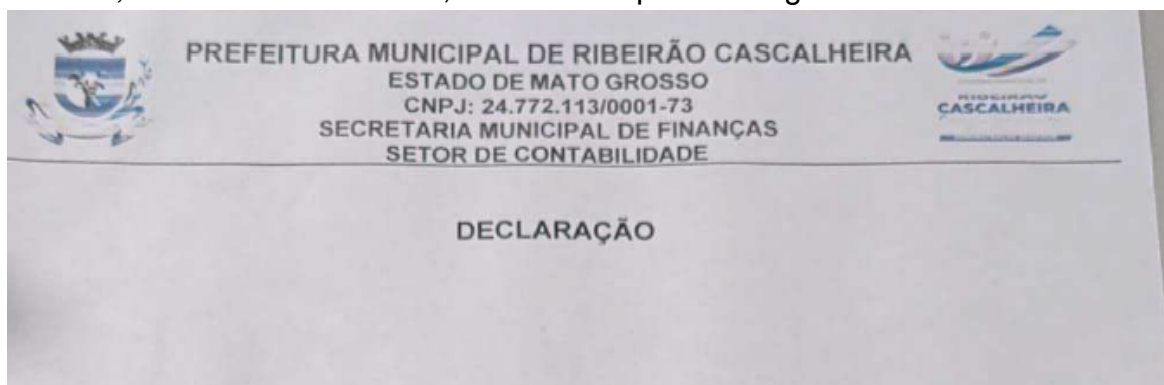 PREFEITURA MUNICIPAL DE RIBEIRÃO CASCALHEIRA
ESTADO DE MATO GROSSO
CNPJ: 24.772.113/0001-73
SECRETARIA MUNICIPAL DE FINANÇAS
SETOR DE CONTABILIDADE
RIBEIRÃO
CASCALHEIRA
DECLARAÇÃO